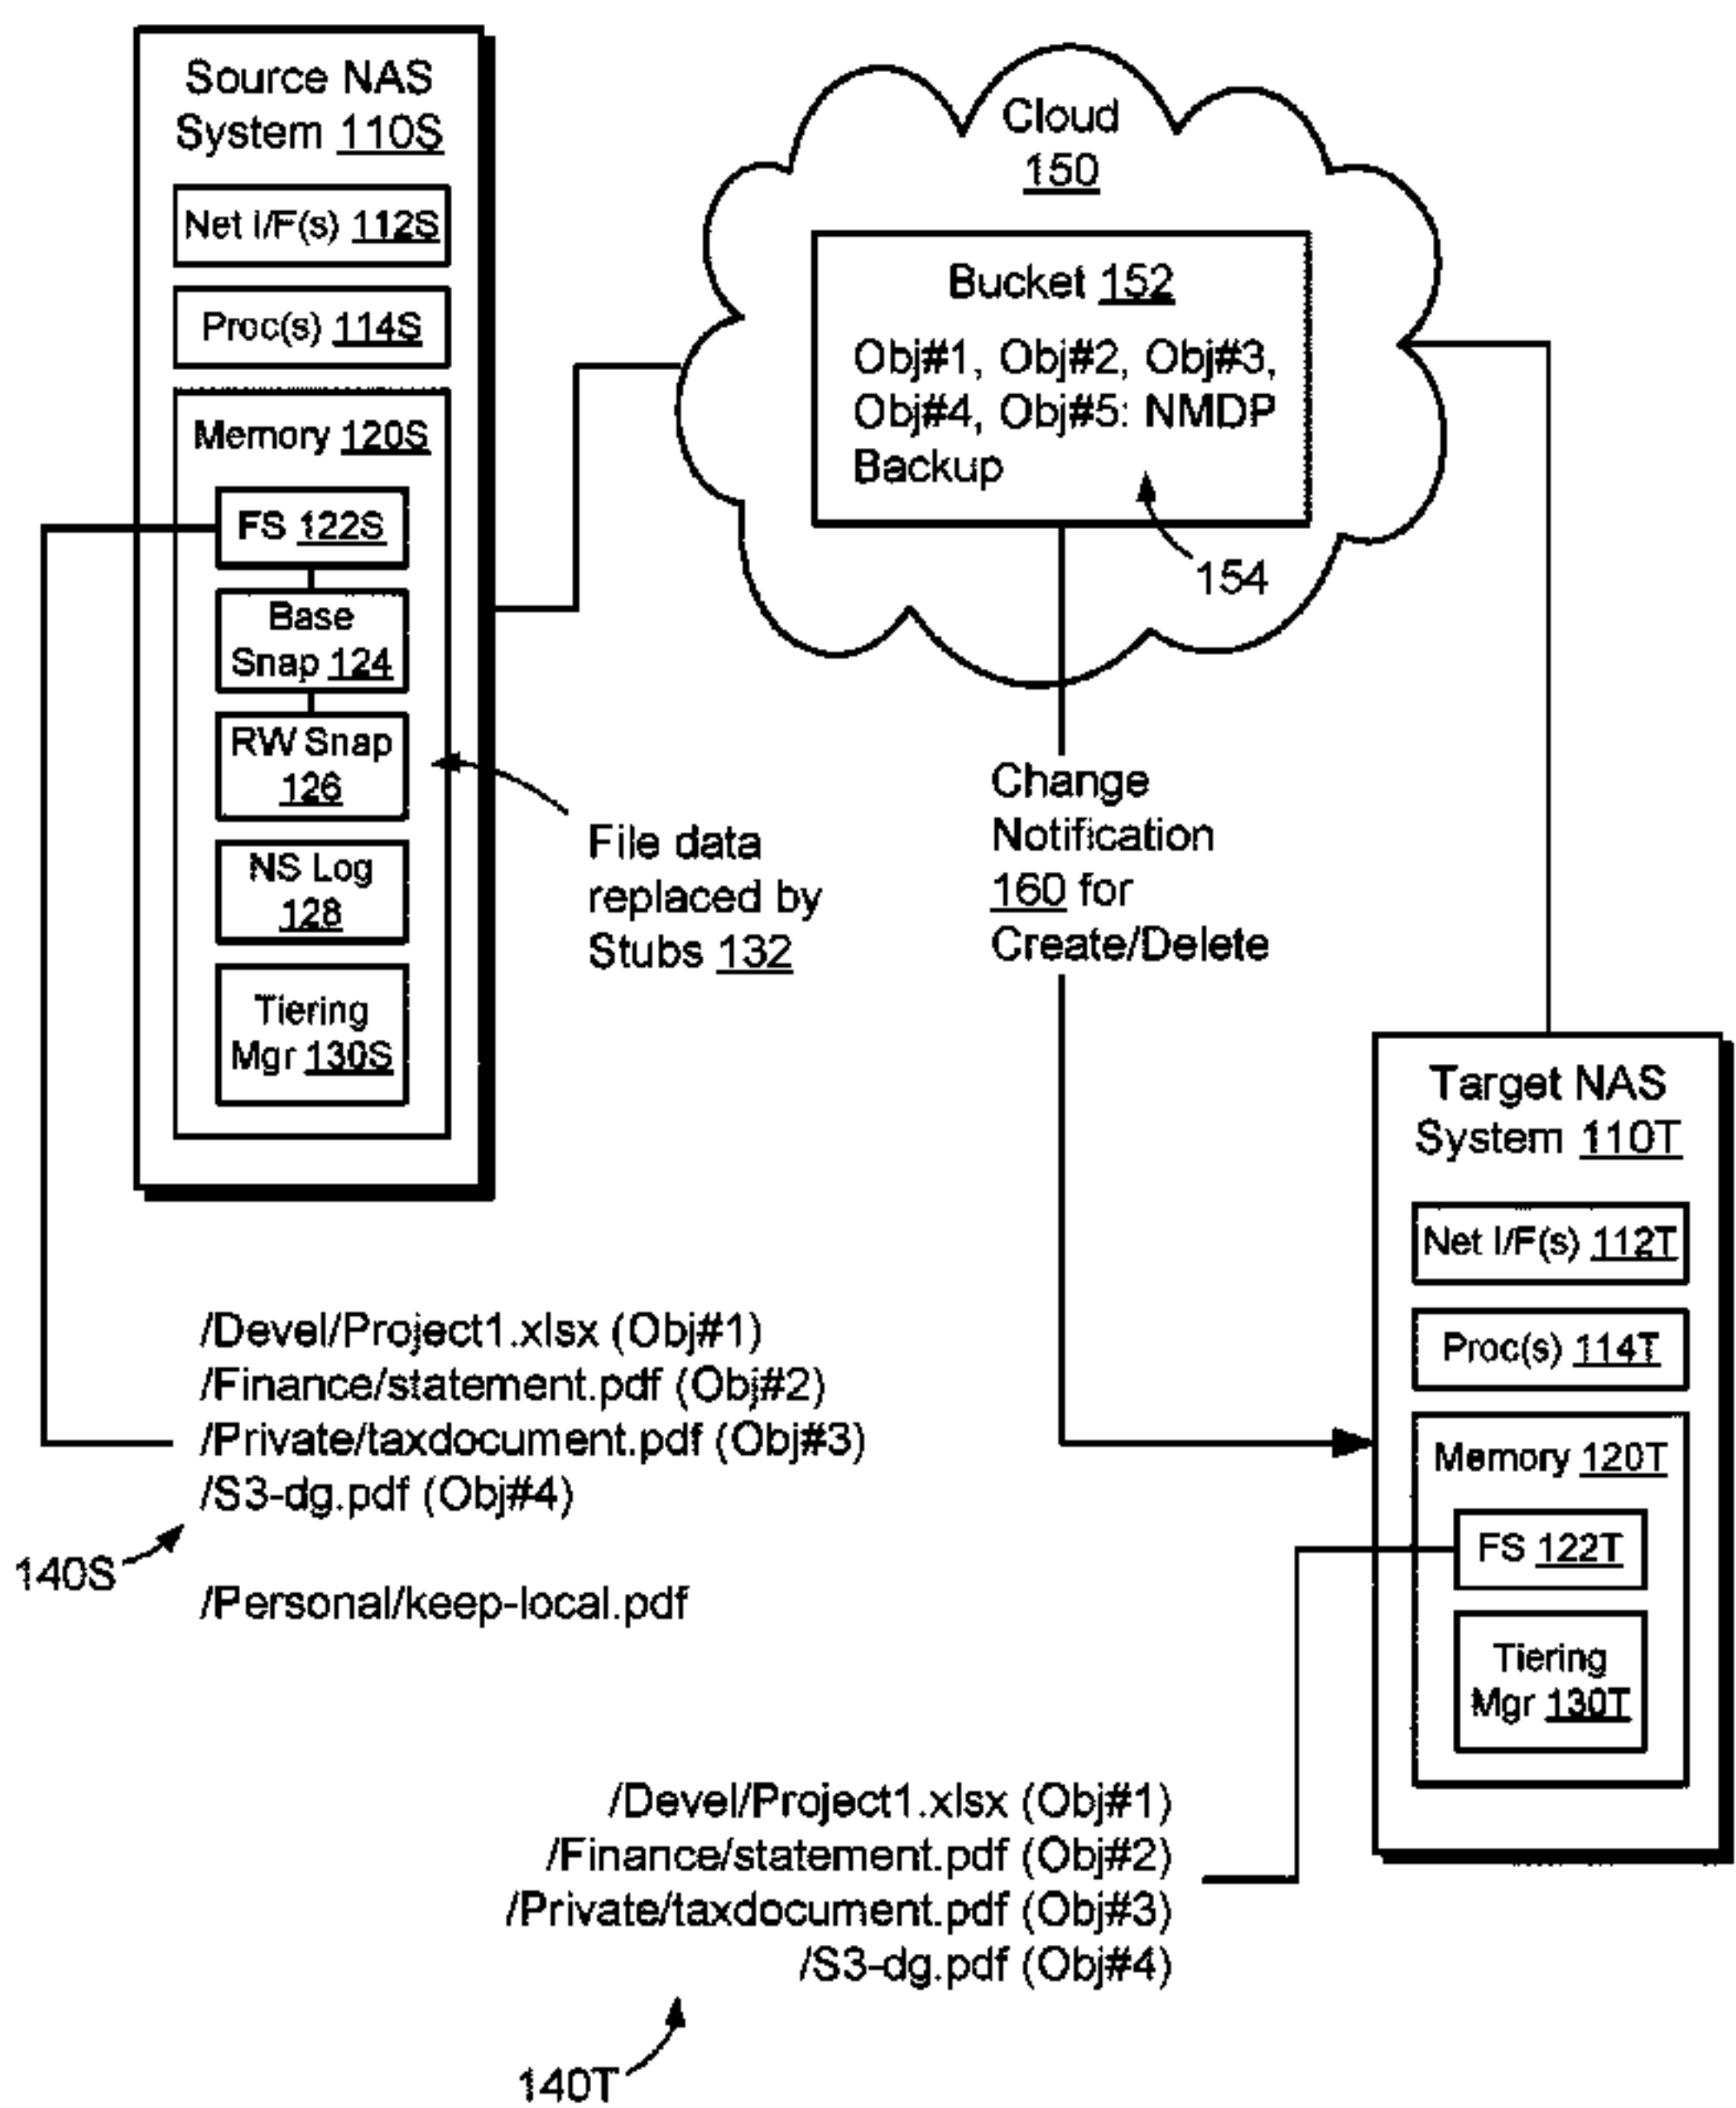 Source NAS
System 110S
Net I/F(s) 112S
Proc(s) 114S
Memory 120S
FS 122S
Base
Snap 124
RW Snap
126
NS Log
128
Tiering
Mgr 130S
File data
replaced by
Stubs 132
Cloud
150
Bucket 152
Obj#1, Obj#2, Obj#3,
Obj#4, Obj#5: NMDP
Backup
154
Change
Notification
160 for
Create/Delete
Target NAS
System 110T
Net I/F(s) 112T
Proc(s) 114T
Memory 120T
FS 122T
Tiering
Mgr 130T
/Devel/Project1.xlsx (Obj#1)
/Finance/statement.pdf (Obj#2)
/Private/taxdocument.pdf (Obj#3)
/S3-dg.pdf (Obj#4)
140S
/Personal/keep-local.pdf
/Devel/Project1.xlsx (Obj#1)
/Finance/statement.pdf (Obj#2)
/Private/taxdocument.pdf (Obj#3)
/S3-dg.pdf (Obj#4)
140T